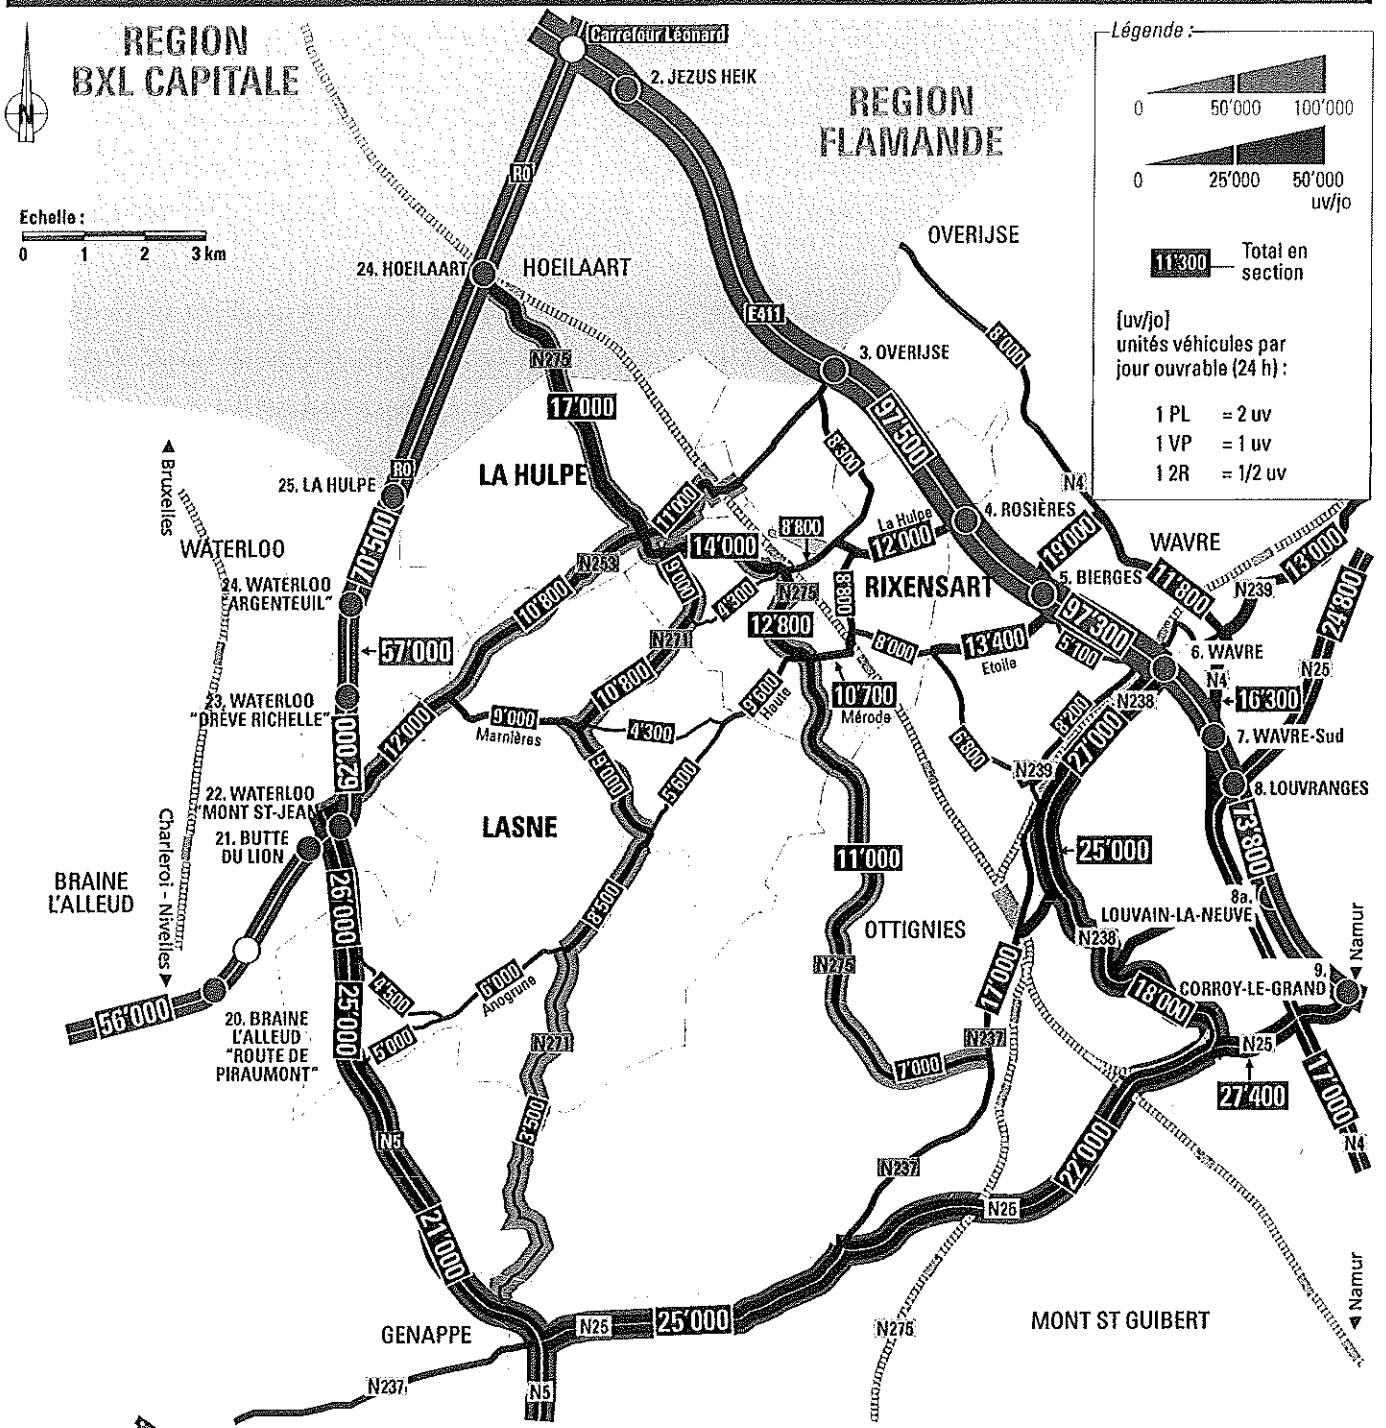 REGION
BXL CAPITALE
N
Echelle :
0 1 2 3 km
Carrefour Léonard
2. JEZUS HEIK
REGION
FLAMANDE
Légende :
0 50'000 100'000
0 25'000 50'000
uv/jo
11'300
Total en
section
[uv/jo]
unités véhicules par
jour ouvrable (24 h) :
1 PL = 2 uv
1 VP = 1 uv
1 2R = 1/2 uv
R0
24. HOEILAART
HOEILAART
OVERIJSE
E411
8'000
3. OVERIJSE
N275
17'000
97'500
8'300
N4
Bruxelles
R0
25. LA HULPE
LA HULPE
11'000
70'500
WATERLOO
24. WATERLOO
"ARGENTEUIL"
N253
14'000
8'800
La Hulpe
12'000
4. ROSIÈRES
19'000
WAVRE
13'000
10'800
9'000
4'300
N275
8'800
RIXENSART
5. BIERGES
11'800
N239
24'800
57'000
N271
12'800
8'000
13'400
Etoile
97'300
5'100
6. WAVRE
N4
N25
23. WATERLOO
"DRÈVE RICHELLE"
10'800
9'600
Haute
10'700
Mérode
N238
16'300
67'000
12'000
9'000
Marnières
4'300
8'200
27'000
7. WAVRE-Sud
6'800
N239
8. LOUVRANGES
22. WATERLOO
"MONT ST-JEAN"
9'000
5'600
21. BUTTE
DU LION
LASNE
73'800
Charleroi - Nivelles
11'000
25'000
BRAINE
L'ALLEUD
26'000
8'500
8a.
LOUVAIN-LA-NEUVE
OTTIGNIES
N238
Namur
N275
17'000
9.
CORROY-LE-GRAND
4'500
6'000
Anogrune
18'000
56'000
25'000
20. BRAINE
L'ALLEUD
"ROUTE DE
PIRAUMONT"
5'000
N271
N237
N25
7'000
27'400
17'000
3'500
N5
N4
22'000
N237
N25
21'000
Namur
25'000
N25
GENAPPE
N275
MONT ST GUIBERT
N237
N5